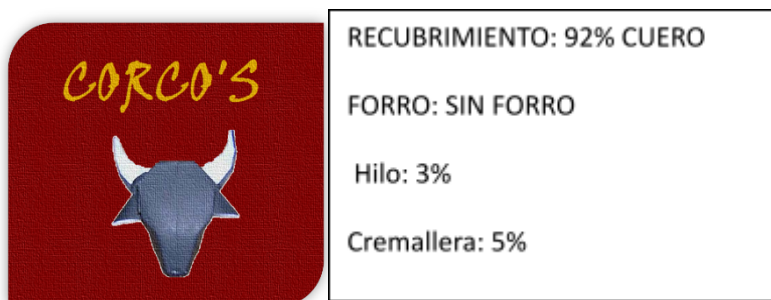 CORCO'S
RECUBRIMIENTO: 92% CUERO
FORRO: SIN FORRO
Hilo: 3%
Cremallera: 5%